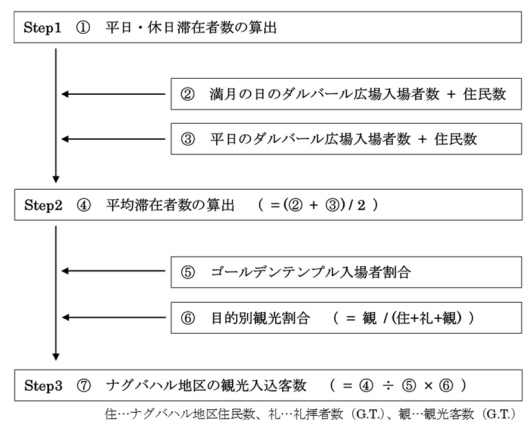 Step1 ① 平日・休日滞在者数の算出
② 満月の日のダルバール広場入場者数 + 住民数
③ 平日のダルバール広場入場者数 + 住民数
Step2 ④ 平均滞在者数の算出 ( =(② + ③)/ 2 )
⑤ ゴールデンテンプル入場者割合
⑥ 目的別観光割合 ( = 観 /(住+礼+観) )
Step3 ⑦ ナグバハル地区の観光入込客数 ( = ④ ÷ ⑤ × ⑥ )
住…ナグバハル地区住民数、礼…礼拝者数（G.T.）、観…観光客数（G.T.）